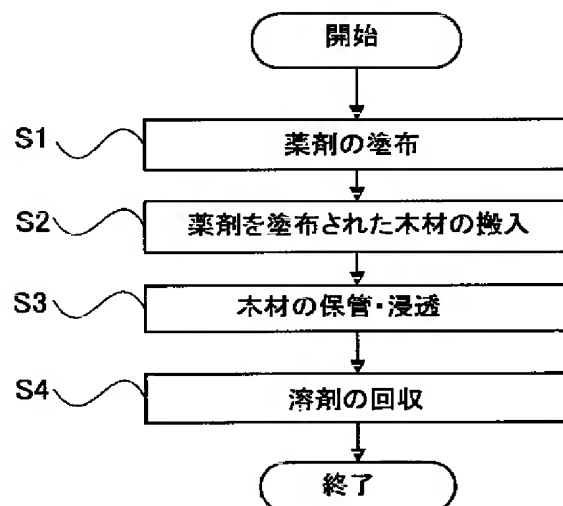 開始
S1 薬剤の塗布
S2 薬剤を塗布された木材の搬入
S3 木材の保管・浸透
S4 溶剤の回収
終了